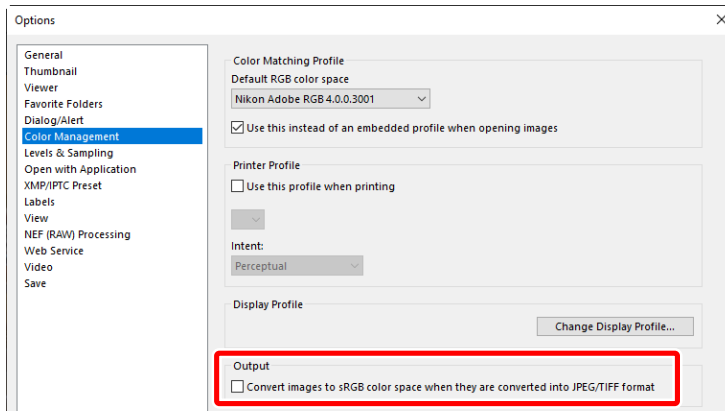 Options
General
Thumbnail
Viewer
Favorite Folders
Dialog/Alert
Color Management
Levels & Sampling
Open with Application
XMP/IPTC Preset
Labels
View
NEF (RAW) Processing
Web Service
Video
Save
Color Matching Profile
Default RGB color space
Nikon Adobe RGB 4.0.0.3001
Use this instead of an embedded profile when opening images
Printer Profile
Use this profile when printing
Intent:
Perceptual
Display Profile
Change Display Profile...
Output
Convert images to sRGB color space when they are converted into JPEG/TIFF format